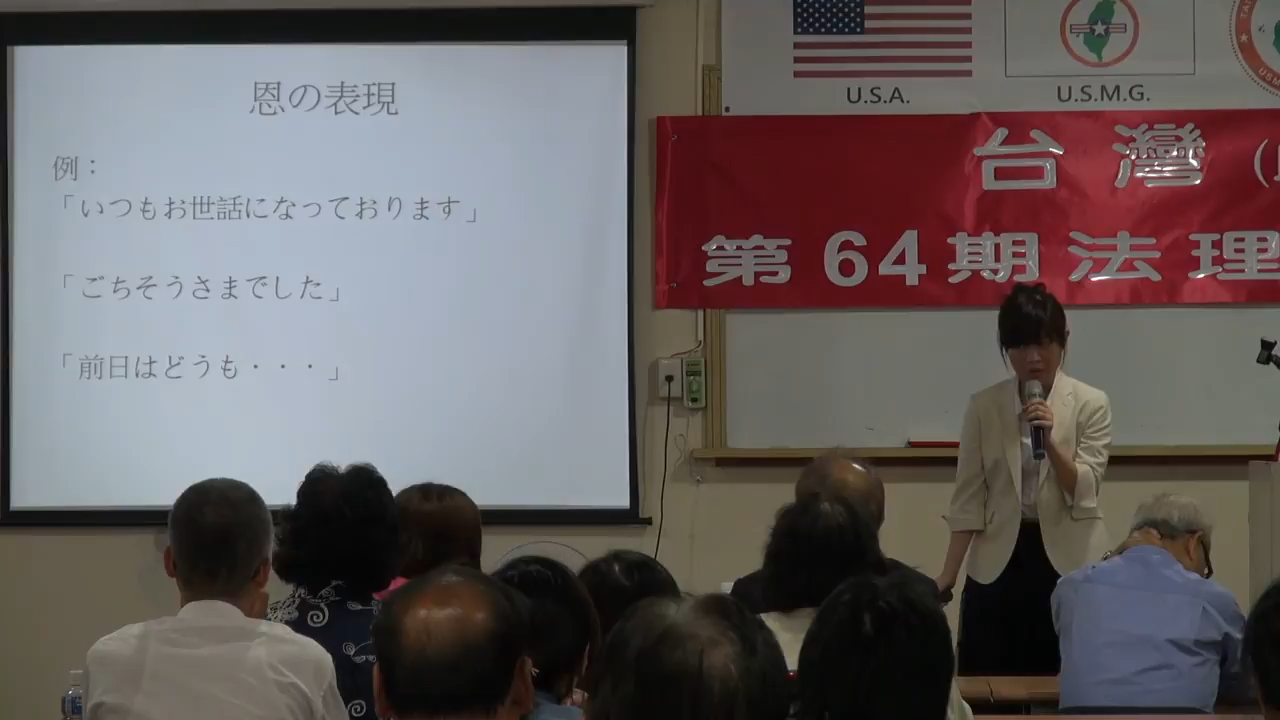 恩の表現
例：
「いつもお世話になっております」
「ごちそうさまでした」
「前日はどうも・・・」
U.S.A.
U.S.M.G.
台灣
第64期法理